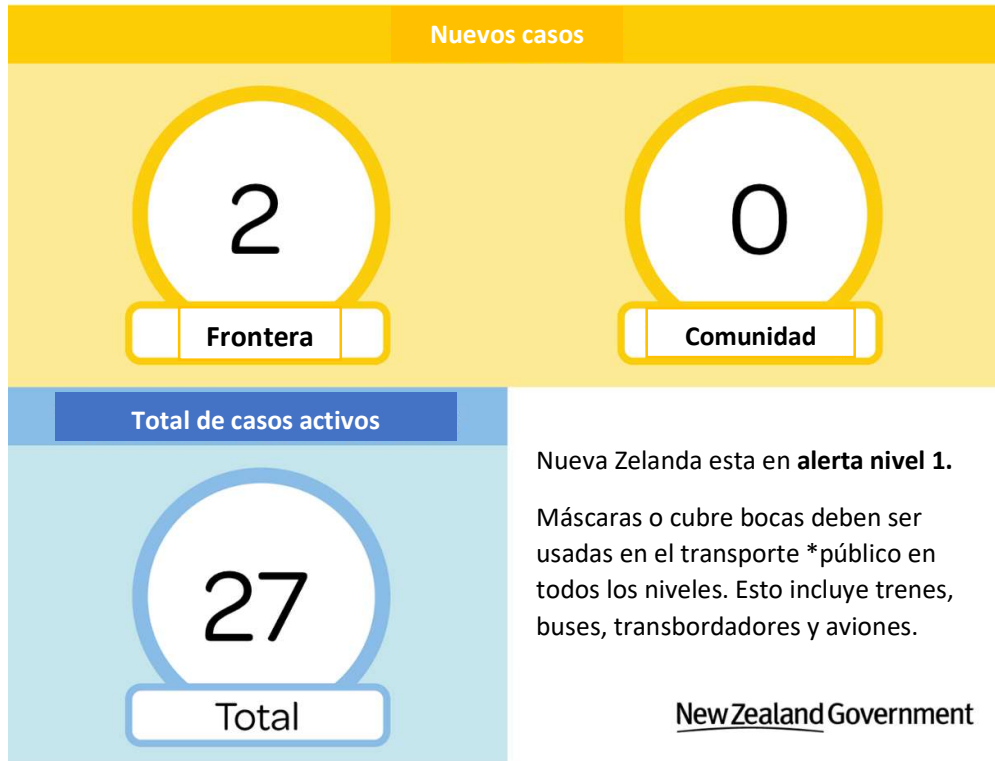 Nuevos casos
2
0
Frontera
Comunidad
Total de casos activos
27
Total
Nueva Zelanda esta en alerta nivel 1.
Máscaras o cubre bocas deben ser
usadas en el transporte *público en
todos los niveles. Esto incluye trenes,
buses, transbordadores y aviones.
New Zealand Government